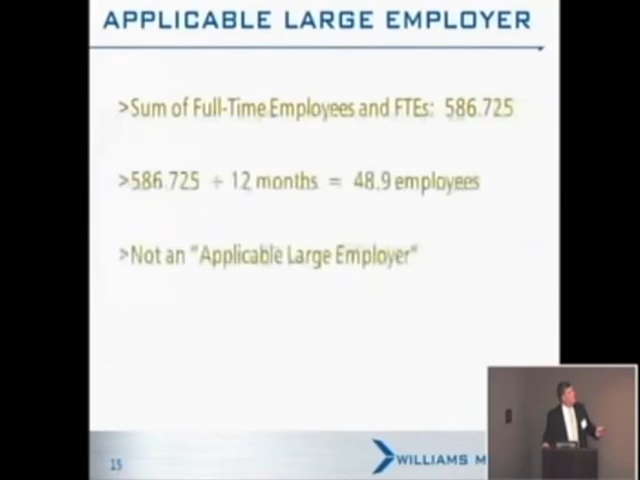 APPLICABLE LARGE EMPLOYER
>Sum of Full-Time Employees and FTEs: 586.725
>586.725 ÷ 12 months = 48.9 employees
>Not an "Applicable Large Employer"
15
WILLIAMS M